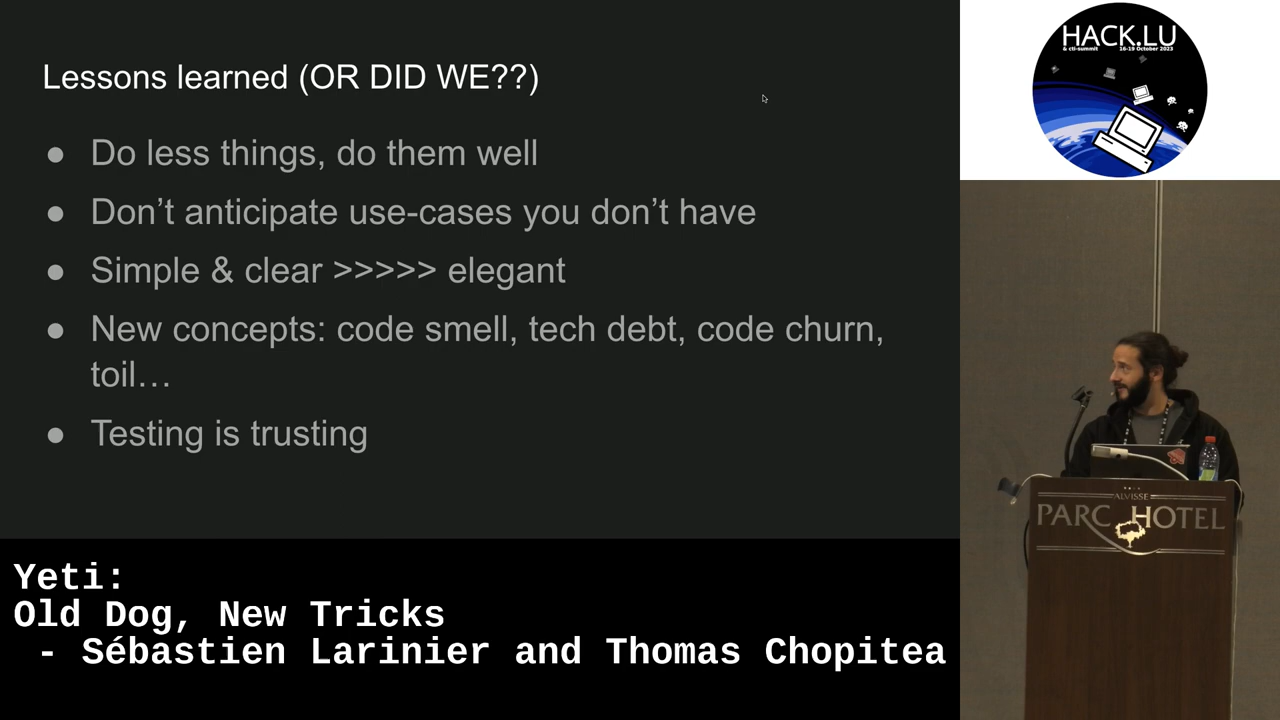 Lessons learned (OR DID WE??)
● Do less things, do them well
● Don’t anticipate use-cases you don’t have
● Simple & clear >>>>> elegant
● New concepts: code smell, tech debt, code churn,
toil…
● Testing is trusting
Yeti:
Old Dog, New Tricks
- Sébastien Larinier and Thomas Chopitea
HACK.LU
& cti-summit 16-19 October 2023
ALVISSE
PARC HOTEL